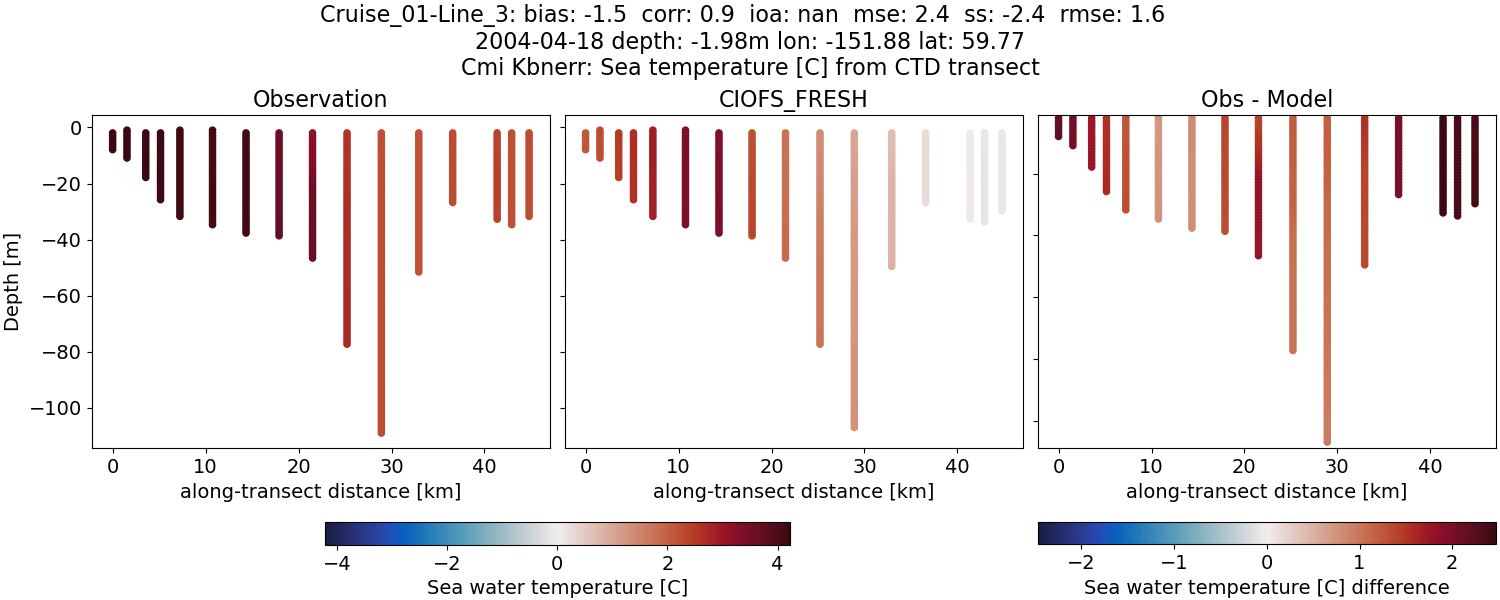 Cruise_01-Line_3: bias: -1.5  corr: 0.9  ioa: nan  mse: 2.4  ss: -2.4  rmse: 1.6
2004-04-18 depth: -1.98m lon: -151.88 lat: 59.77
Cmi Kbnerr: Sea temperature [C] from CTD transect
Observation
CIOFS_FRESH
Obs - Model
Depth [m]
0
−20
−40
−60
−80
−100
0 10 20 30 40
0 10 20 30 40
0 10 20 30 40
along-transect distance [km]
along-transect distance [km]
along-transect distance [km]
−4 −2 0 2 4
Sea water temperature [C]
−2 −1 0 1 2
Sea water temperature [C] difference